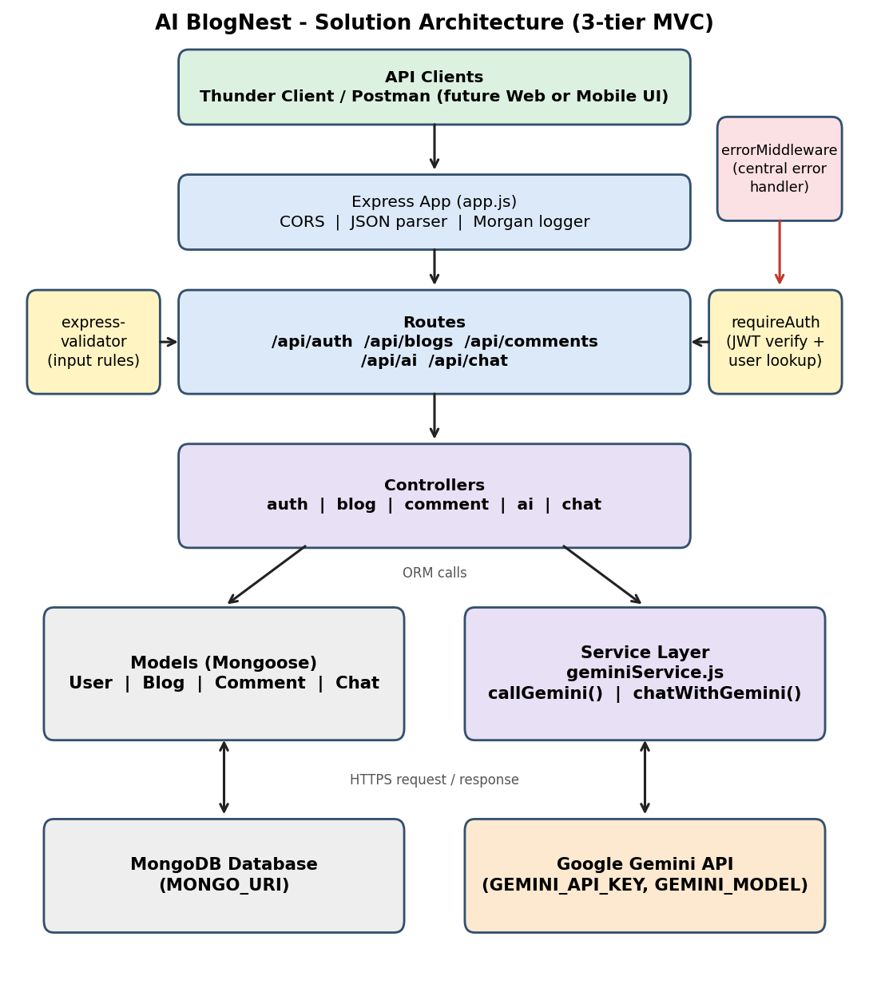 AI BlogNest - Solution Architecture (3-tier MVC)
API Clients
Thunder Client / Postman (future Web or Mobile UI)
errorMiddleware
(central error
handler)
Express App (app.js)
CORS | JSON parser | Morgan logger
express-
validator
(input rules)
Routes
/api/auth /api/blogs /api/comments
/api/ai /api/chat
requireAuth
(JWT verify +
user lookup)
Controllers
auth | blog | comment | ai | chat
ORM calls
Models (Mongoose)
User | Blog | Comment | Chat
Service Layer
geminiService.js
callGemini() | chatWithGemini()
HTTPS request / response
MongoDB Database
(MONGO_URI)
Google Gemini API
(GEMINI_API_KEY, GEMINI_MODEL)